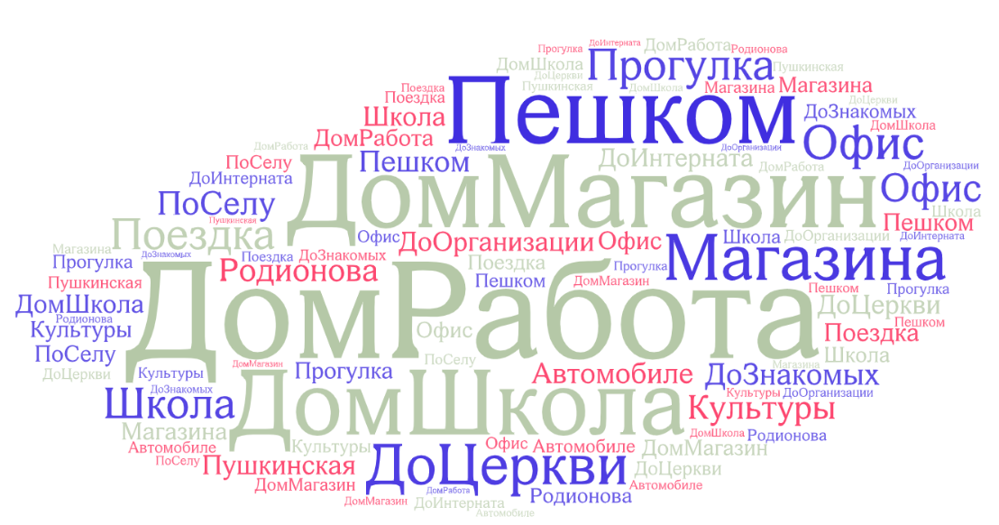 ДоИнтерната ДомРабота
Прогулка Родионова
ДомШкола Прогулка Пушкинская
ДоЦеркви
Поездка Пушкинская ДомШкола Магазина Магазина
Поездка Пешком ДоЦеркви
Школа ДоЗнакомых
ДомШкола
ДомРабота Офис
ДомРабота ДоЗнакомых ДоОрганизации
ПоСелу Пешком ДоИнтерната ДомРабота ДоОрганизации
ДоИнтерната ДомМагазин Офис
ПоСелу Школа
Пушкинская Пешком
Поездка Офис ДоОрганизации Офис Школа ДоОрганизации ДоИнтерната
Магазина ДоЗнакомых Поездка ДоЗнакомых Магазина
Прогулка Родионова Поездка Прогулка
Пушкинская Пешком ДомМагазин Пешком Прогулка
ДомШкола ДомРабота ДоЦеркви
Родионова Пешком
Культуры Офис Поездка
ПоСелу ПоСелу Школа
ДоЦеркви Культуры ДомМагазин Прогулка Автомобиле ДоЗнакомых Магазина
ДоЗнакомых Культуры ДоОрганизации
Школа ДомШкола Культуры
Магазина ДомШкола Родионова
Автомобиле Культуры Офис Автомобиле ДомМагазин
ПоСелу Пушкинская ДоЦеркви ДоЦеркви
ДомМагазин ДомРабота Родионова Автомобиле
ДомМагазин ДоИнтерната
Автомобиле